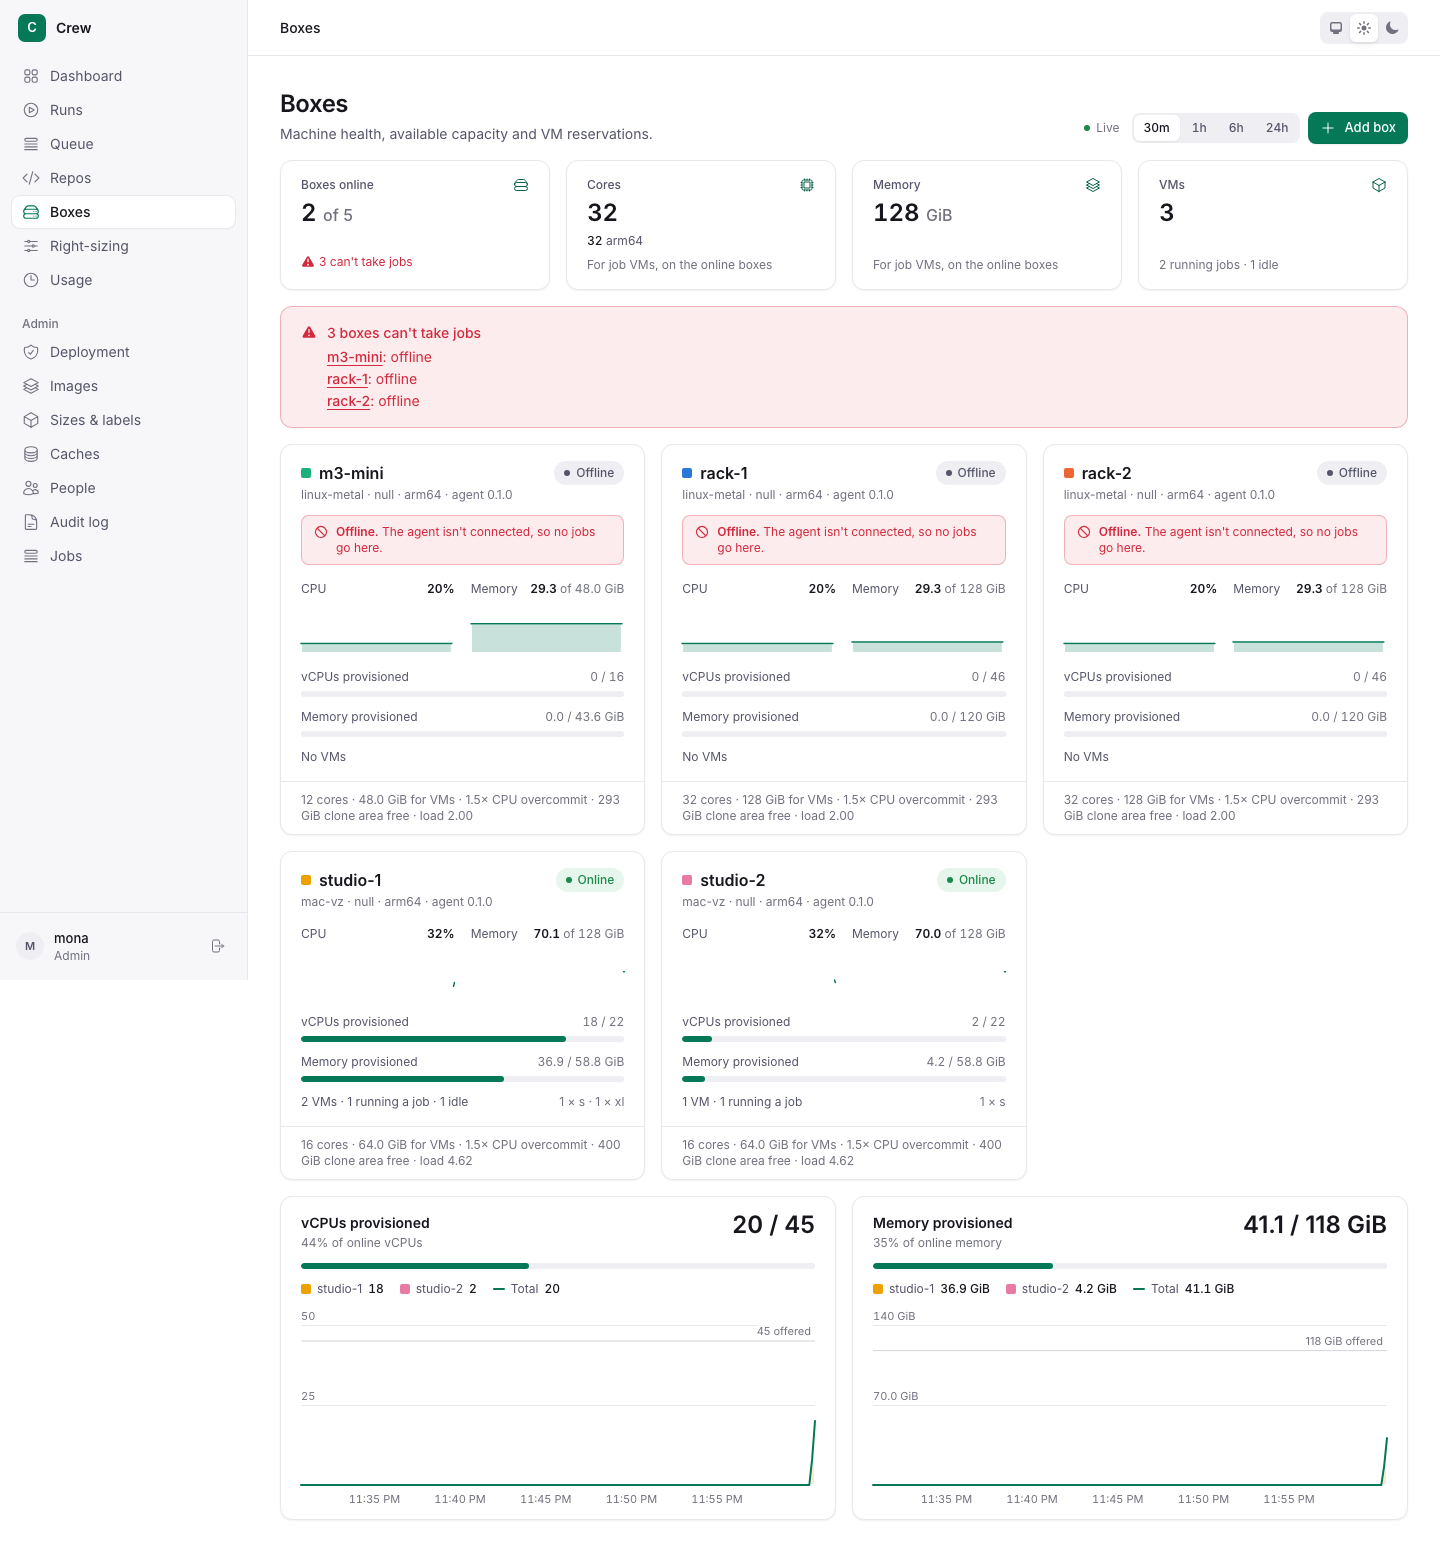 C Crew
Dashboard
Runs
Queue
Repos
Boxes
Right-sizing
Usage
Admin
Deployment
Images
Sizes & labels
Caches
People
Audit log
Jobs
M mona
Admin
Boxes
Boxes
Machine health, available capacity and VM reservations.
Live 30m 1h 6h 24h Add box
Boxes online
2 of 5
3 can't take jobs
Cores
32
32 arm64
For job VMs, on the online boxes
Memory
128 GiB
For job VMs, on the online boxes
VMs
3
2 running jobs · 1 idle
3 boxes can't take jobs
m3-mini: offline
rack-1: offline
rack-2: offline
m3-mini Offline
linux-metal · null · arm64 · agent 0.1.0
Offline. The agent isn't connected, so no jobs
go here.
CPU 20% Memory 29.3 of 48.0 GiB
vCPUs provisioned 0 / 16
Memory provisioned 0.0 / 43.6 GiB
No VMs
12 cores · 48.0 GiB for VMs · 1.5× CPU overcommit · 293
GiB clone area free · load 2.00
rack-1 Offline
linux-metal · null · arm64 · agent 0.1.0
Offline. The agent isn't connected, so no jobs
go here.
CPU 20% Memory 29.3 of 128 GiB
vCPUs provisioned 0 / 46
Memory provisioned 0.0 / 120 GiB
No VMs
32 cores · 128 GiB for VMs · 1.5× CPU overcommit · 293
GiB clone area free · load 2.00
rack-2 Offline
linux-metal · null · arm64 · agent 0.1.0
Offline. The agent isn't connected, so no jobs
go here.
CPU 20% Memory 29.3 of 128 GiB
vCPUs provisioned 0 / 46
Memory provisioned 0.0 / 120 GiB
No VMs
32 cores · 128 GiB for VMs · 1.5× CPU overcommit · 293
GiB clone area free · load 2.00
studio-1 Online
mac-vz · null · arm64 · agent 0.1.0
CPU 32% Memory 70.1 of 128 GiB
vCPUs provisioned 18 / 22
Memory provisioned 36.9 / 58.8 GiB
2 VMs · 1 running a job · 1 idle 1 × s · 1 × xl
16 cores · 64.0 GiB for VMs · 1.5× CPU overcommit · 400
GiB clone area free · load 4.62
studio-2 Online
mac-vz · null · arm64 · agent 0.1.0
CPU 32% Memory 70.0 of 128 GiB
vCPUs provisioned 2 / 22
Memory provisioned 4.2 / 58.8 GiB
1 VM · 1 running a job 1 × s
16 cores · 64.0 GiB for VMs · 1.5× CPU overcommit · 400
GiB clone area free · load 4.62
vCPUs provisioned 20 / 45
44% of online vCPUs
studio-1 18 studio-2 2 Total 20
50
45 offered
25
11:35 PM 11:40 PM 11:45 PM 11:50 PM 11:55 PM
Memory provisioned 41.1 / 118 GiB
35% of online memory
studio-1 36.9 GiB studio-2 4.2 GiB Total 41.1 GiB
140 GiB
118 GiB offered
70.0 GiB
11:35 PM 11:40 PM 11:45 PM 11:50 PM 11:55 PM